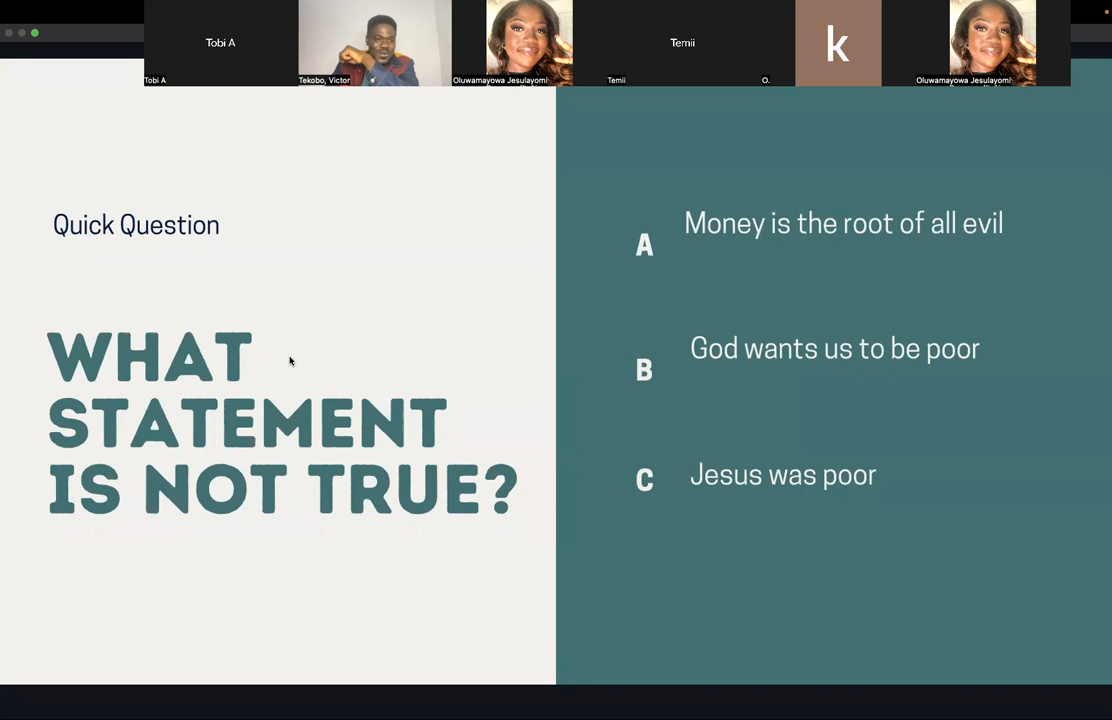 Tobi A
Temii
k
Tobi A
Tekobo, Victor
Oluwamayowa Jesulayomi
Temii
O.
Oluwamayowa Jesulayomi
Quick Question
WHAT
STATEMENT
IS NOT TRUE?
A
Money is the root of all evil
B
God wants us to be poor
C
Jesus was poor